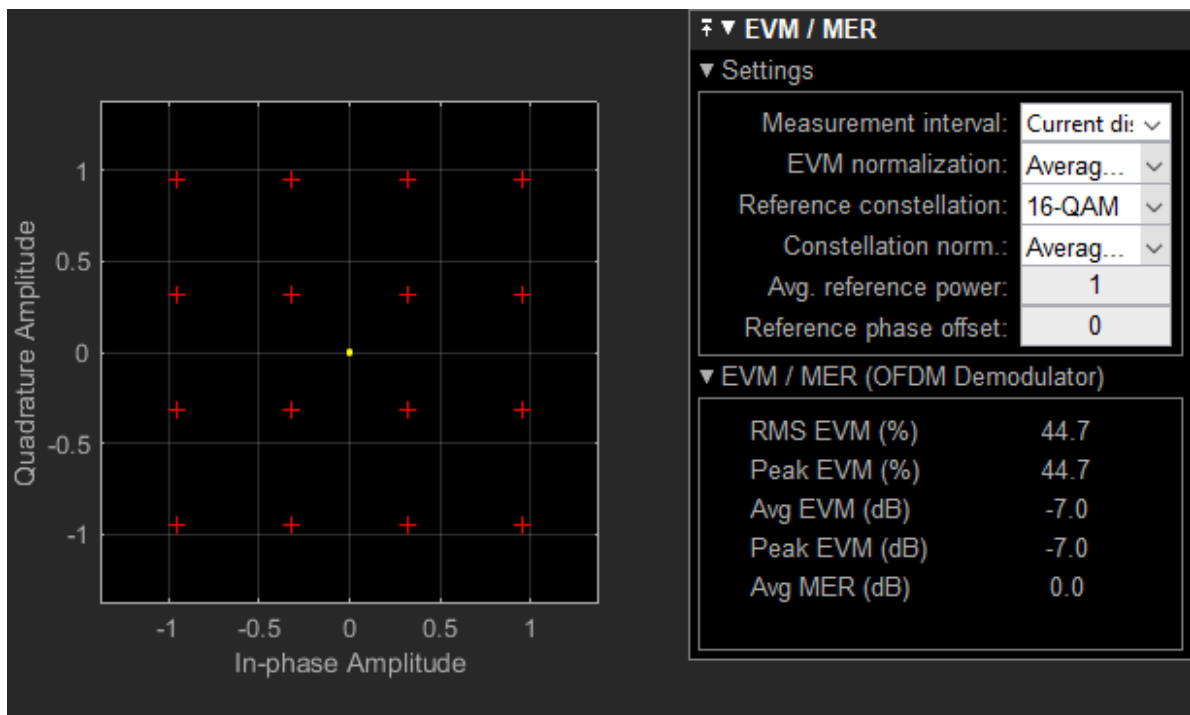 EVM / MER
Settings
Measurement interval: Current dis
EVM normalization: Averag...
Reference constellation: 16-QAM
Constellation norm.: Averag...
Avg. reference power: 1
Reference phase offset: 0
EVM / MER (OFDM Demodulator)
RMS EVM (%) 44.7
Peak EVM (%) 44.7
Avg EVM (dB) -7.0
Peak EVM (dB) -7.0
Avg MER (dB) 0.0
Quadrature Amplitude
1
0.5
0
-0.5
-1
-1 -0.5 0 0.5 1
In-phase Amplitude